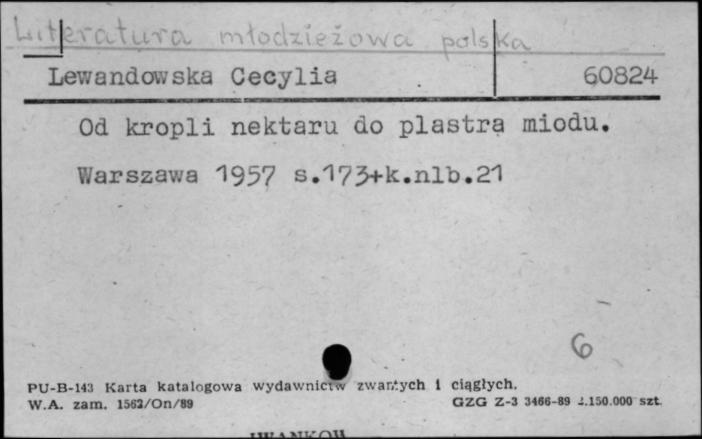 Literatura młodzieżowa polska
Lewandowska Cecylia 60824
Od kropli nektaru do plastra miodu.
Warszawa 1957 s.173+k.nlb.21
6
PU-B-143 Karta katalogowa wydawnictw zwartych i ciągłych.
W.A. zam. 1562/On/89 GZG Z-3 3466-89 2.150.000 szt.